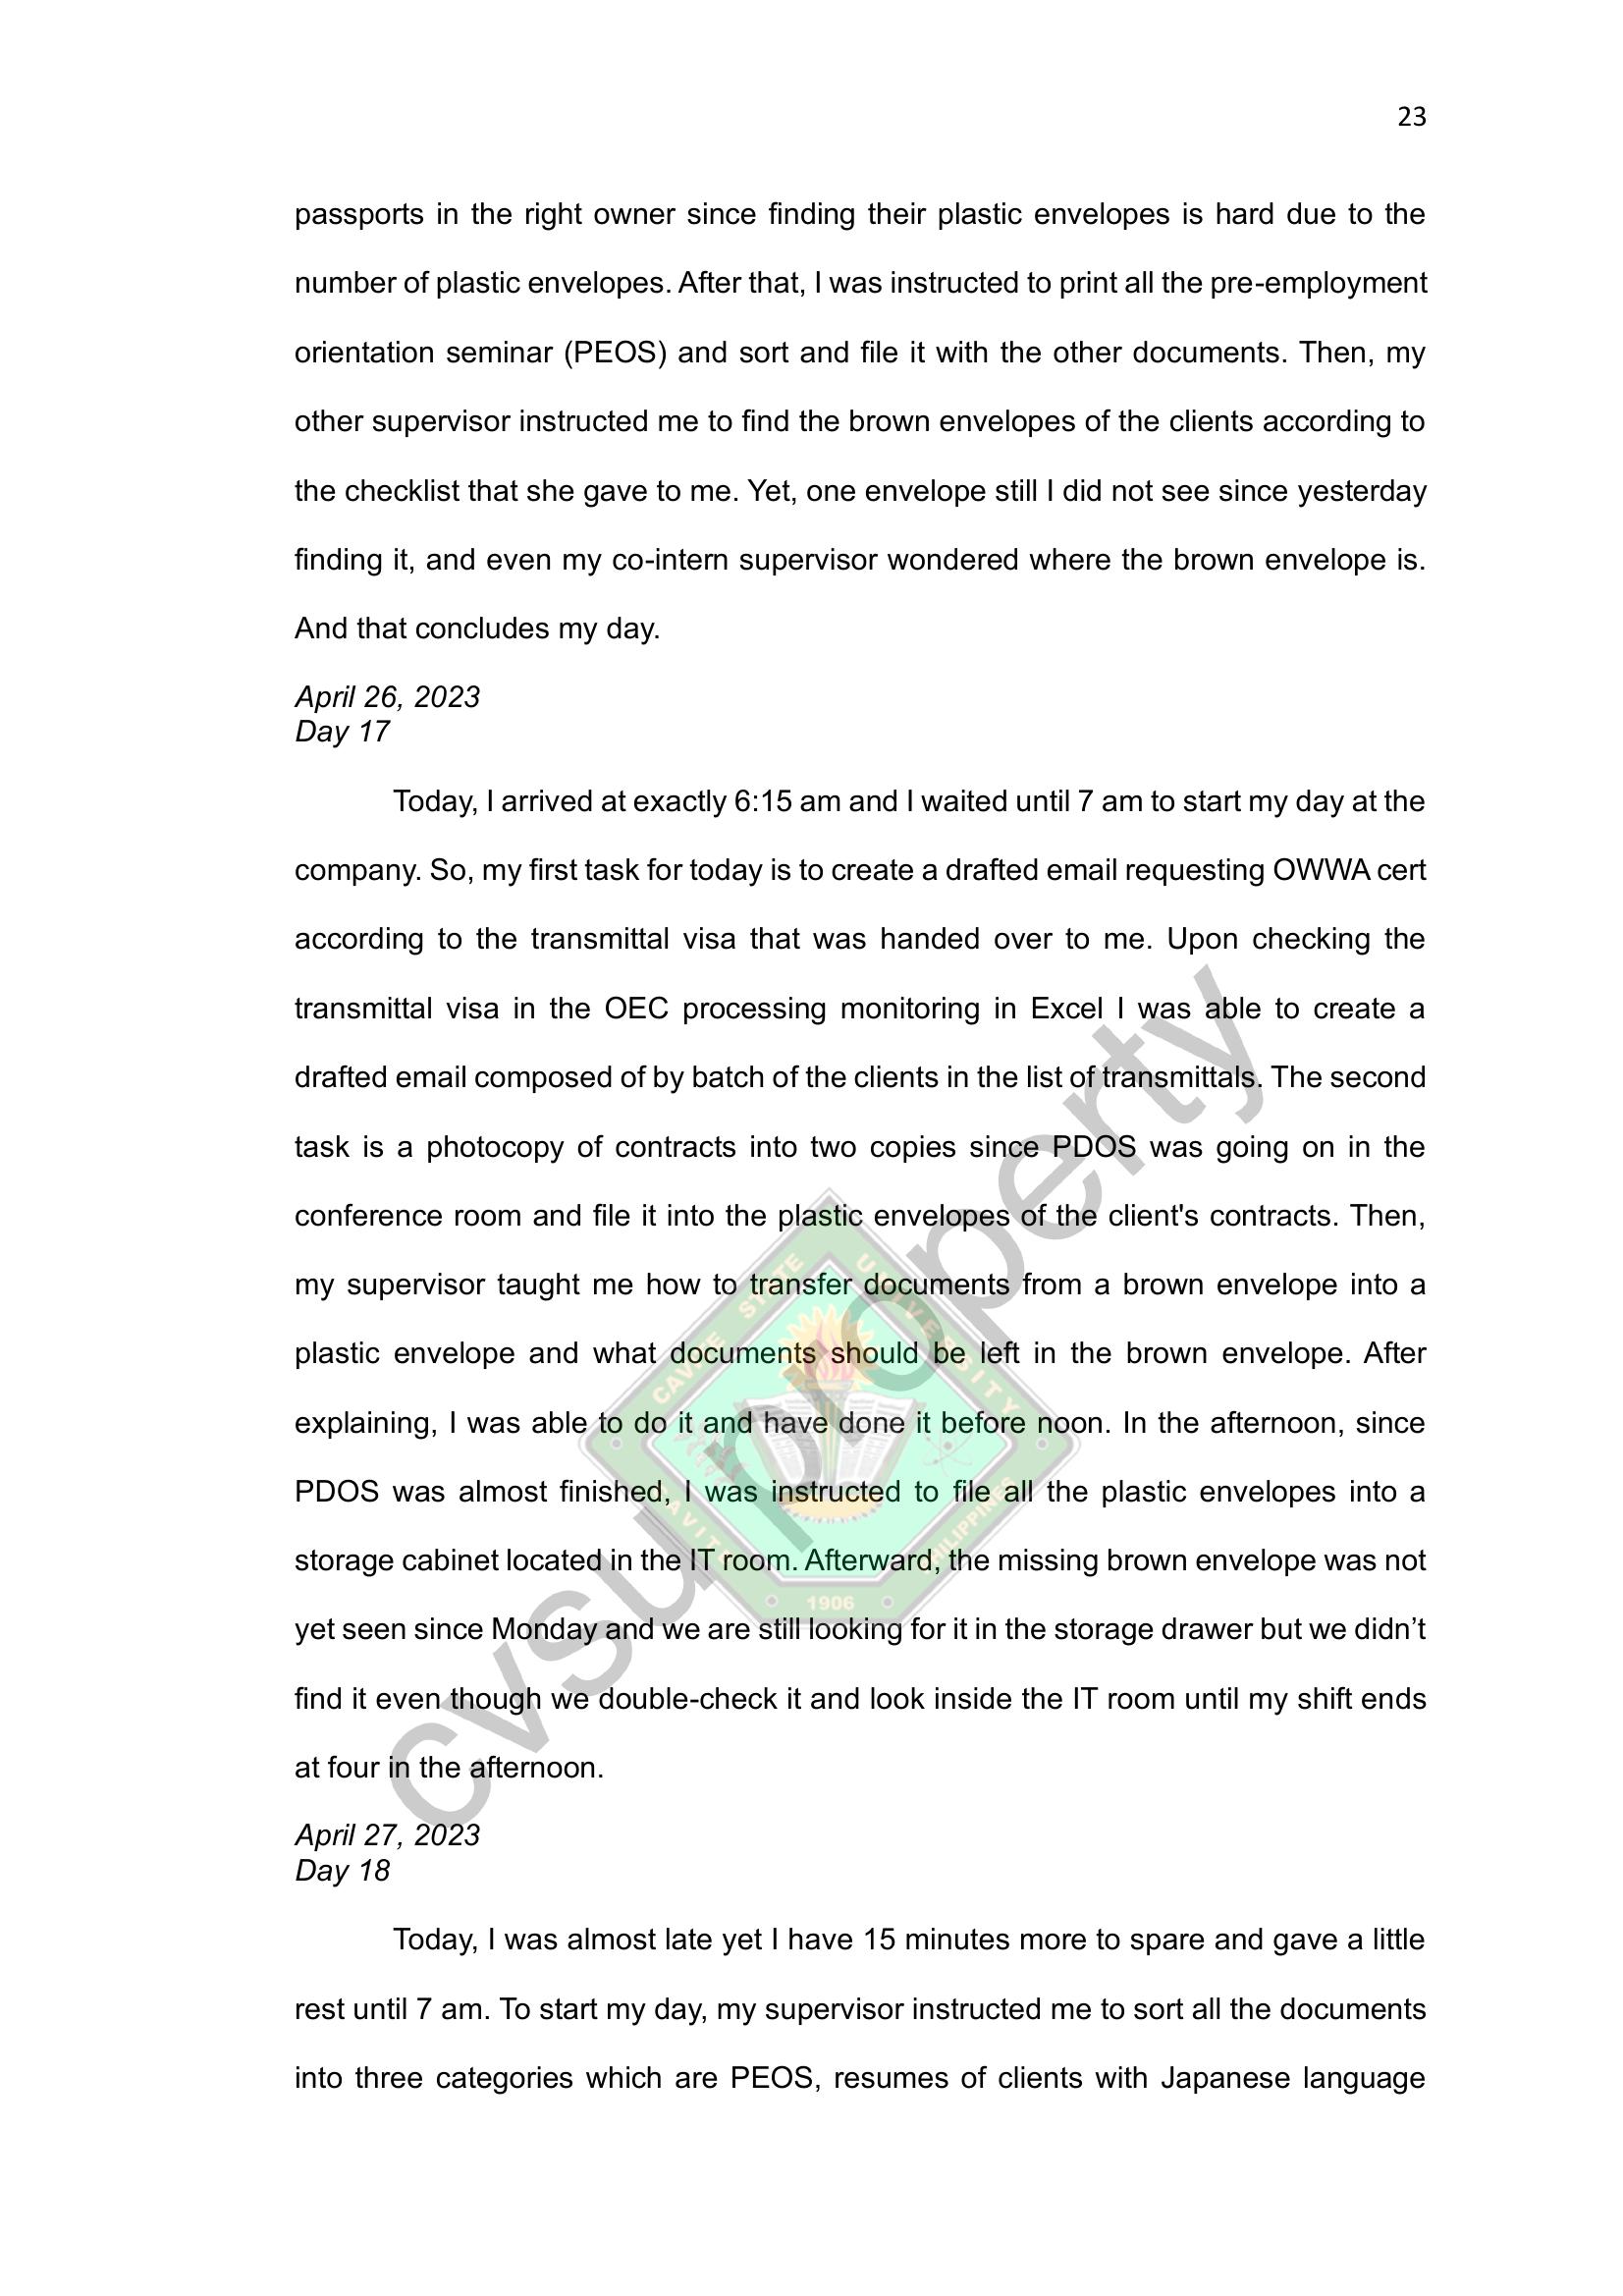 23
passports in the right owner since finding their plastic envelopes is hard due to the
number of plastic envelopes. After that, I was instructed to print all the pre-employment
orientation seminar (PEOS) and sort and file it with the other documents. Then, my
other supervisor instructed me to find the brown envelopes of the clients according to
the checklist that she gave to me. Yet, one envelope still I did not see since yesterday
finding it, and even my co-intern supervisor wondered where the brown envelope is.
And that concludes my day.
April 26, 2023
Day 17
Today, I arrived at exactly 6:15 am and I waited until 7 am to start my day at the
company. So, my first task for today is to create a drafted email requesting OWWA cert
according to the transmittal visa that was handed over to me. Upon checking the
transmittal visa in the OEC processing monitoring in Excel I was able to create a
drafted email composed of by batch of the clients in the list of transmittals. The second
task is a photocopy of contracts into two copies since PDOS was going on in the
conference room and file it into the plastic envelopes of the client's contracts. Then,
my supervisor taught me how to transfer documents from a brown envelope into a
plastic envelope and what documents should be left in the brown envelope. After
explaining, I was able to do it and have done it before noon. In the afternoon, since
PDOS was almost finished, I was instructed to file all the plastic envelopes into a
storage cabinet located in the IT room. Afterward, the missing brown envelope was not
yet seen since Monday and we are still looking for it in the storage drawer but we didn’t
find it even though we double-check it and look inside the IT room until my shift ends
at four in the afternoon.
April 27, 2023
Day 18
Today, I was almost late yet I have 15 minutes more to spare and gave a little
rest until 7 am. To start my day, my supervisor instructed me to sort all the documents
into three categories which are PEOS, resumes of clients with Japanese language
cvsu property
CAVITE STATE UNIVERSITY
CAVITE
PHILIPPINES
1906